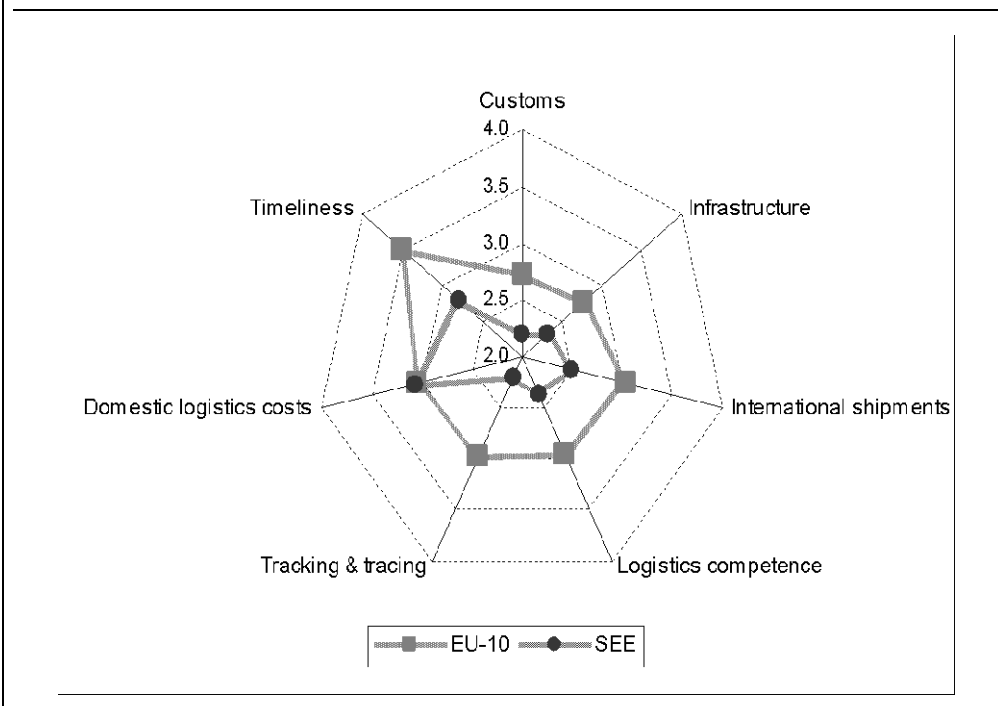 Customs
4.0
3.5
Timeliness
Infrastructure
3.0
2.5
2.0
Domestic logistics costs
International shipments
Tracking & tracing
Logistics competence
EU-10
SEE